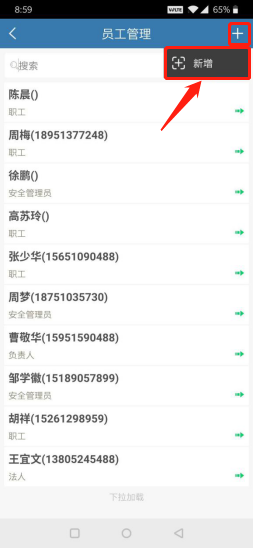 8:59
VoLTE
65%
员工管理
搜索
新增
陈晨()
职工
周梅(18951377248)
职工
徐鹏()
安全管理员
高苏玲()
职工
张少华(15651090488)
职工
周梦(18751035730)
安全管理员
曹敬华(15951590488)
负责人
邹学徽(15189057899)
安全管理员
胡祥(15261298959)
职工
王宜文(13805245488)
法人
下拉加载